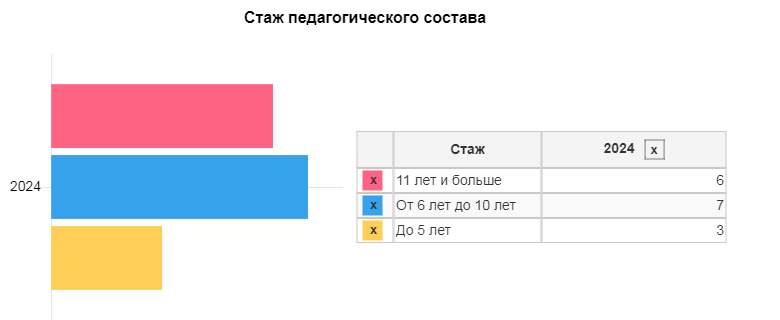 Стаж педагогического состава
2024
Стаж 2024 x
x 11 лет и больше 6
x От 6 лет до 10 лет 7
x До 5 лет 3